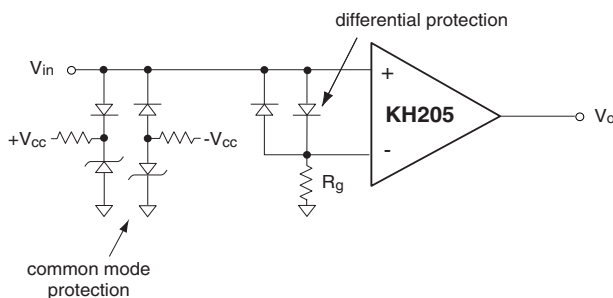 differential protection
Vin
+
KH205
Vo
+Vcc
-Vcc
-
Rg
common mode
protection